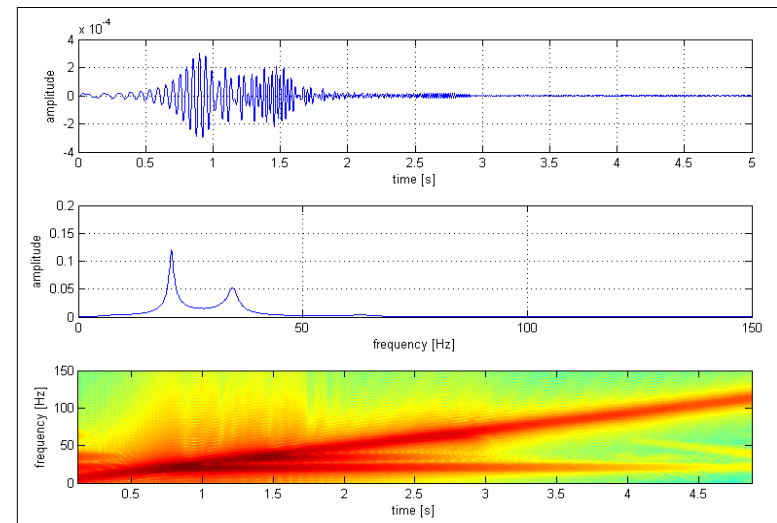 x 10^-4
4
2
0
-2
-4
amplitude
0 0.5 1 1.5 2 2.5 3 3.5 4 4.5 5
time [s]
0.2
0.15
0.1
0.05
0
amplitude
0 50 100 150
frequency [Hz]
150
100
50
0
frequency [Hz]
0.5 1 1.5 2 2.5 3 3.5 4 4.5
time [s]